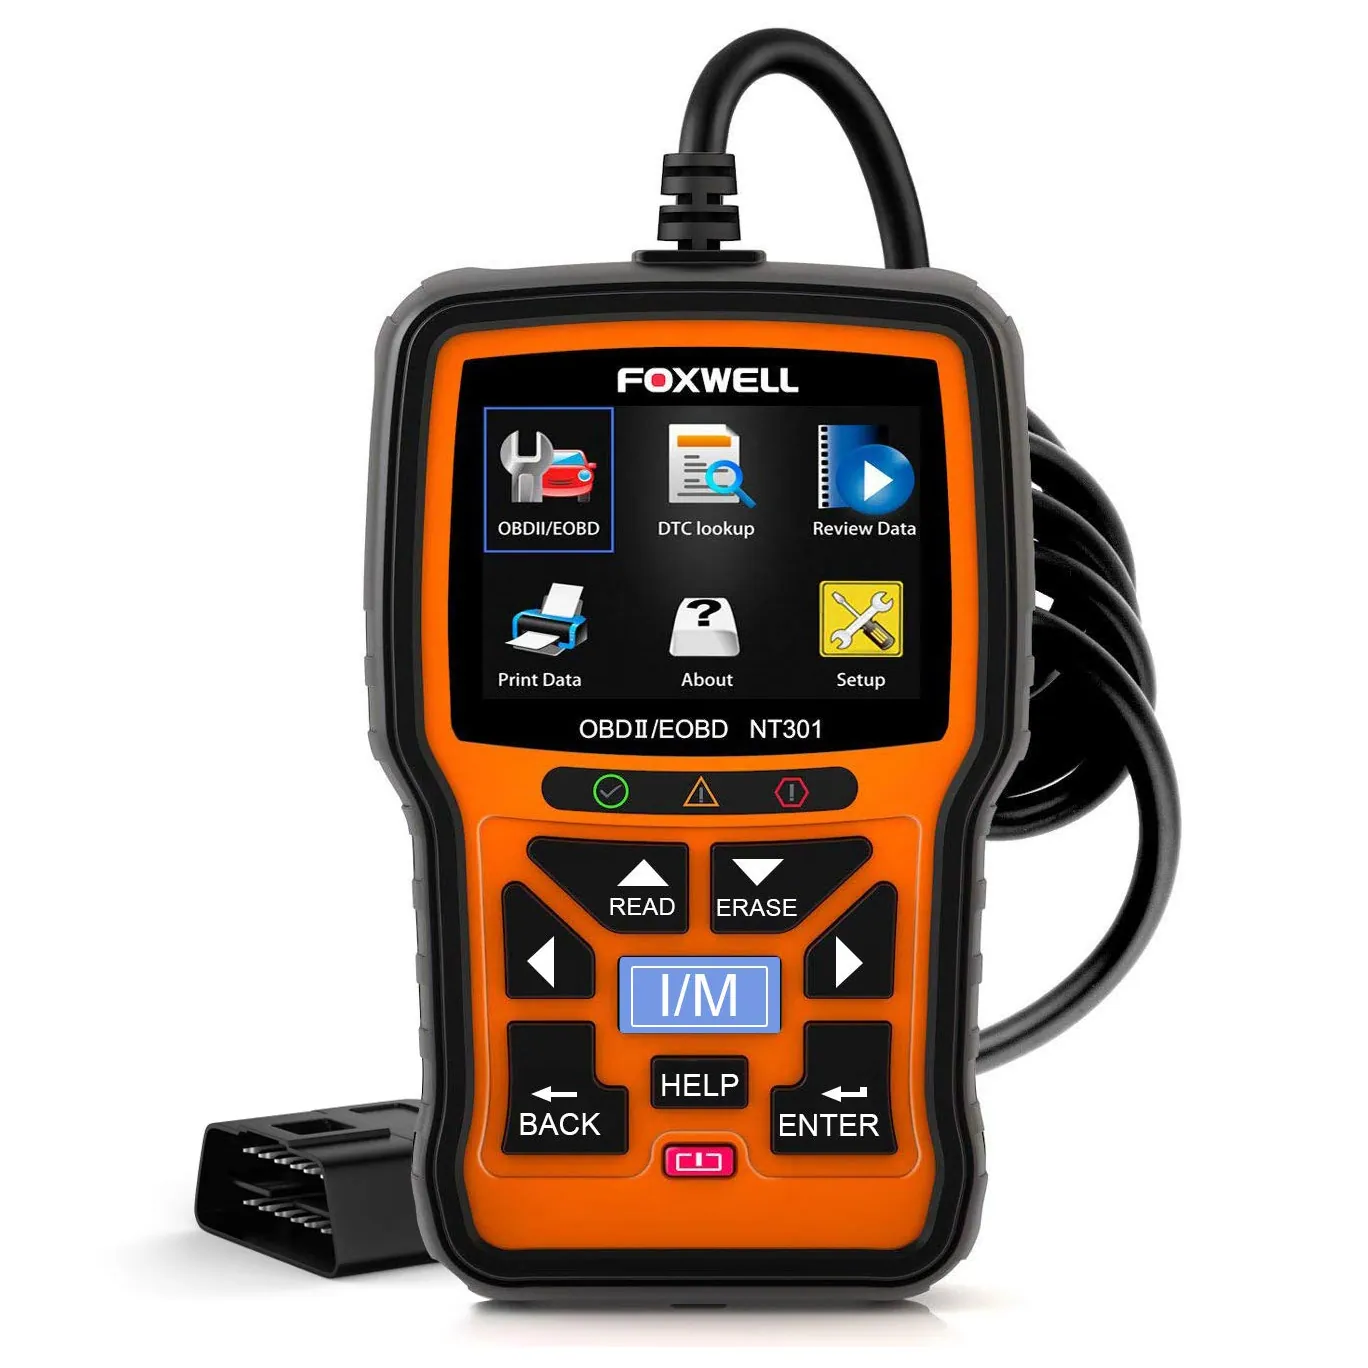 FOXWELL
OBDII/EOBD
DTC lookup
Review Data
?
Print Data
About
Setup
OBDⅡ/EOBD NT301
READ
ERASE
I/M
HELP
BACK
ENTER